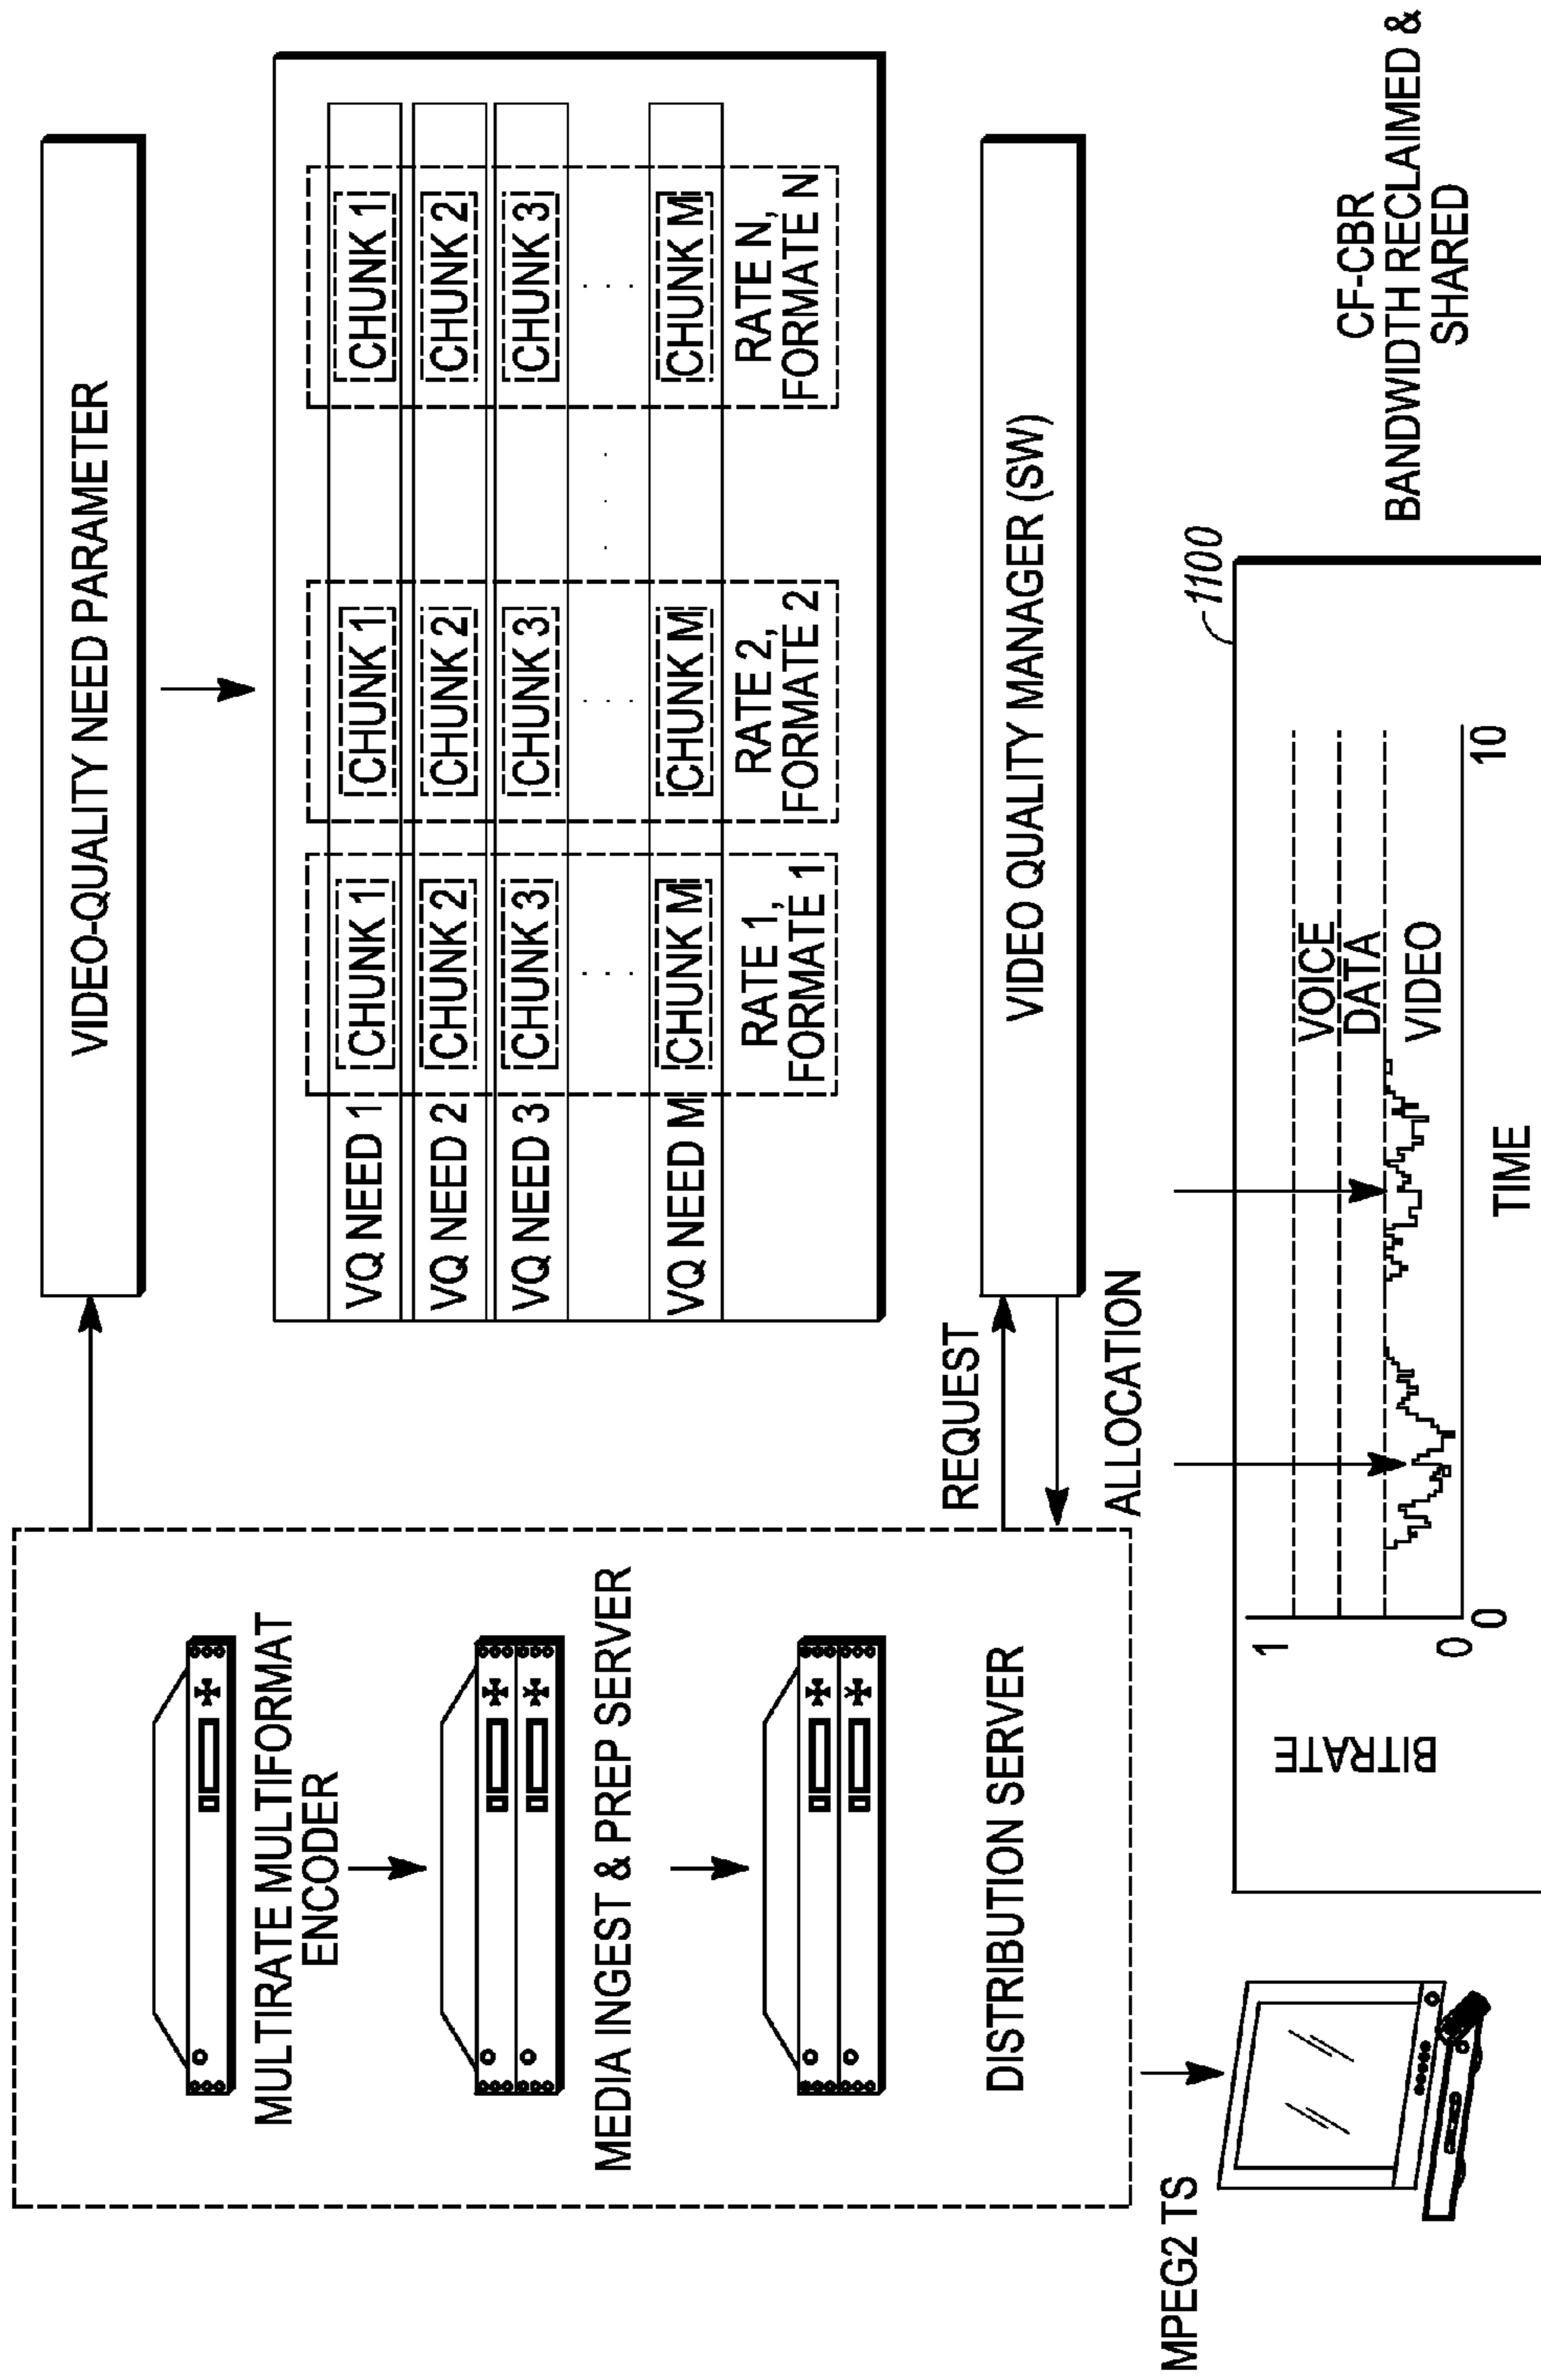 MULTIRATE MULTIFORMAT
ENCODER
MEDIA INGEST & PREP SERVER
DISTRIBUTION SERVER
MPEG2 TS
VIDEO-QUALITY NEED PARAMETER
VQ NEED 1 CHUNK 1 CHUNK 1 CHUNK 1
VQ NEED 2 CHUNK 2 CHUNK 2 CHUNK 2
VQ NEED 3 CHUNK 3 CHUNK 3 CHUNK 3
VQ NEED M CHUNK M CHUNK M CHUNK M
RATE 1,
FORMATE 1
RATE 2,
FORMATE 2
RATE N,
FORMATE N
REQUEST
VIDEO QUALITY MANAGER (SW)
ALLOCATION
1100
BITRATE
1
0
0
10
VOICE
DATA
VIDEO
TIME
CF-CBR
BANDWIDTH RECLAIMED &
SHARED